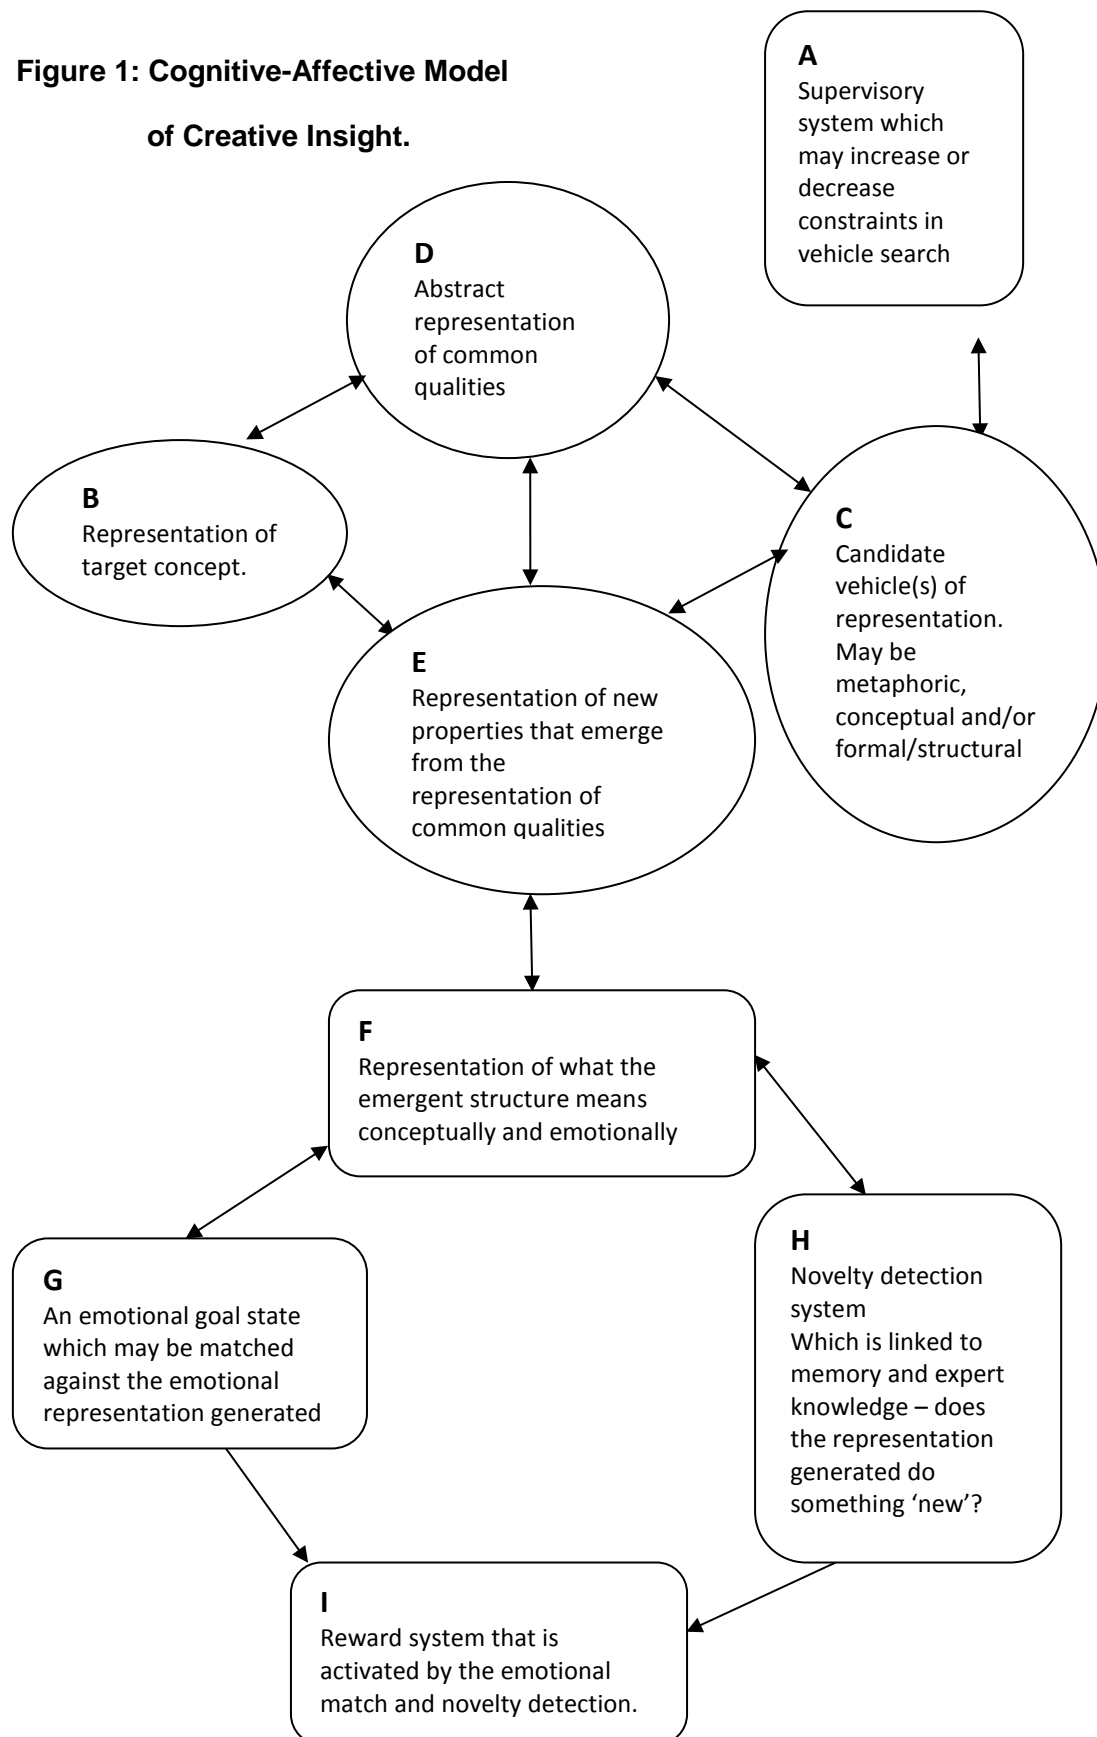 Figure 1: Cognitive-Affective Model
of Creative Insight.
A
Supervisory
system which
may increase or
decrease
constraints in
vehicle search
D
Abstract
representation
of common
qualities
B
Representation of
target concept.
C
Candidate
vehicle(s) of
representation.
May be
metaphoric,
conceptual and/or
formal/structural
E
Representation of new
properties that emerge
from the
representation of
common qualities
F
Representation of what the
emergent structure means
conceptually and emotionally
G
An emotional goal state
which may be matched
against the emotional
representation generated
H
Novelty detection
system
Which is linked to
memory and expert
knowledge – does
the representation
generated do
something ‘new’?
I
Reward system that is
activated by the emotional
match and novelty detection.